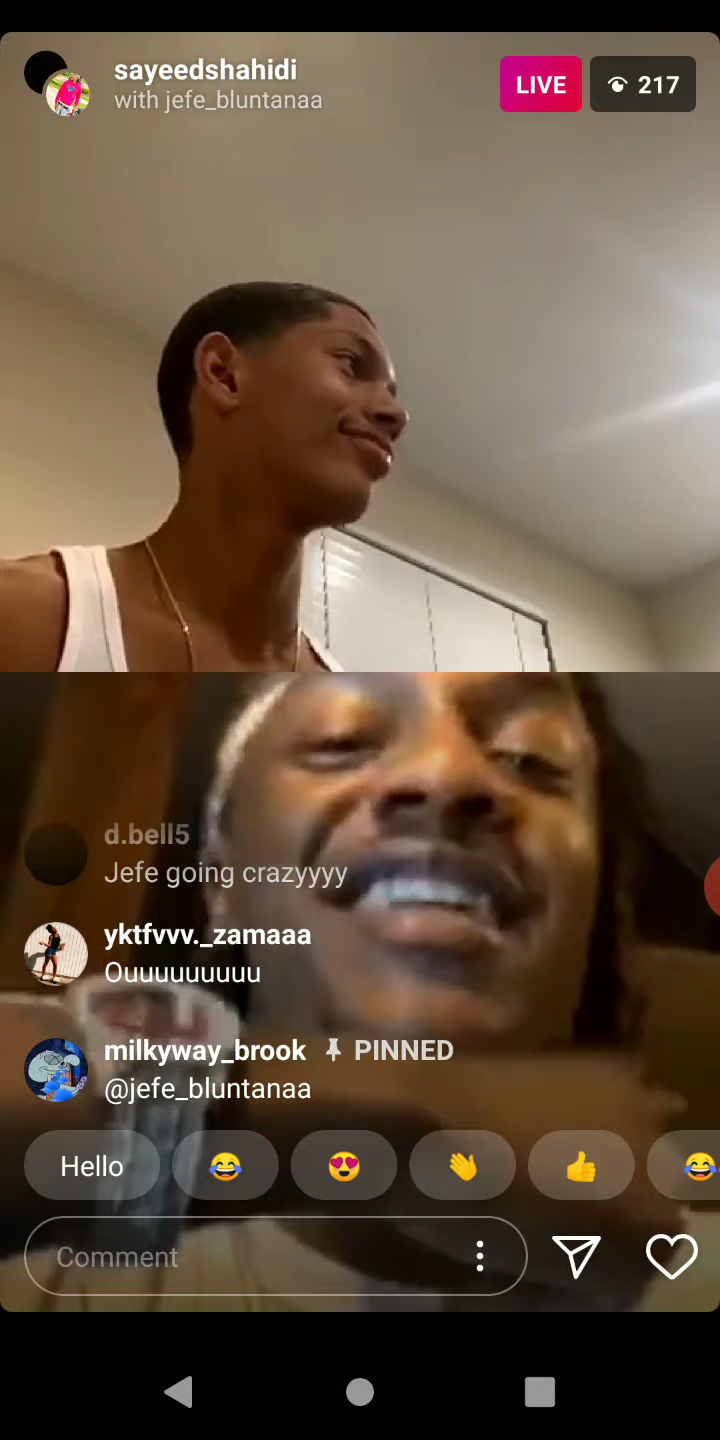 sayeedshahidi
with jefe_bluntanaa
LIVE
217
d.bell5
Jefe going crazyyyy
yktfvvv._zamaaa
Ouuuuuuuuu
milkyway_brook PINNED
@jefe_bluntanaa
Hello
Comment